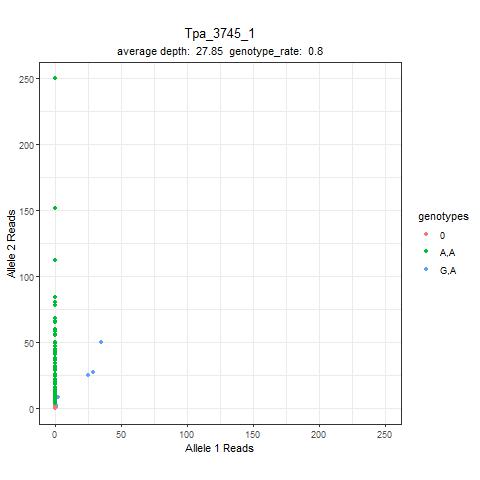 Tpa_3745_1
average depth:  27.85  genotype_rate:  0.8
250
200
150
100
50
0
Allele 2 Reads
0 50 100 150 200 250
Allele 1 Reads
genotypes
0
A,A
G,A